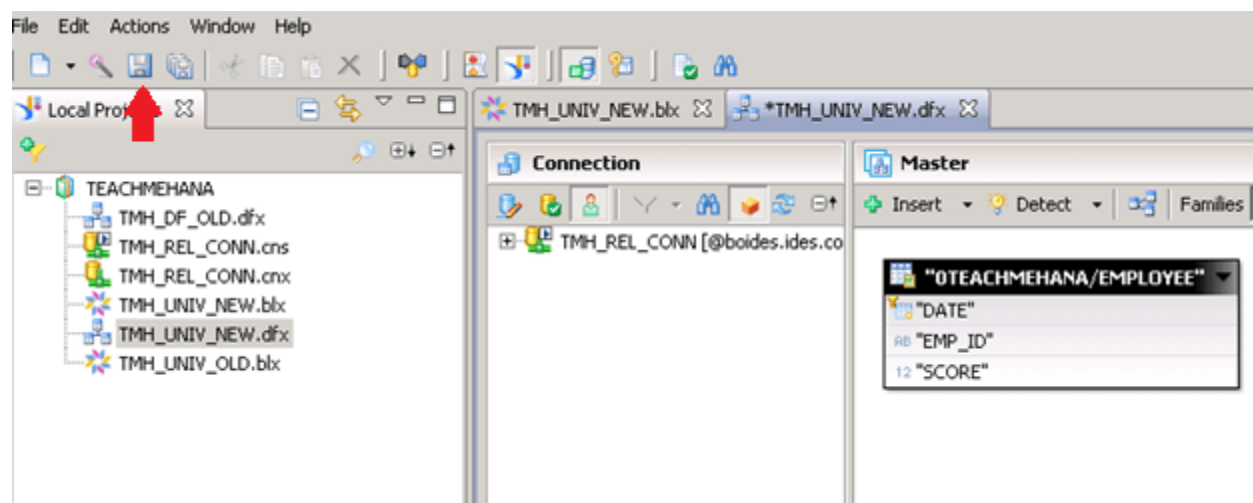 File Edit Actions Window Help
Local Proj
TMH_UNIV_NEW.blx
*TMH_UNIV_NEW.dfx
Connection
Master
Insert
Detect
Families
TEACHMEHANA
TMH_DF_OLD.dfx
TMH_REL_CONN.cns
TMH_REL_CONN.cnx
TMH_UNIV_NEW.blx
TMH_UNIV_NEW.dfx
TMH_UNIV_OLD.blx
TMH_REL_CONN [@boides.ides.co
"0TEACHMEHANA/EMPLOYEE"
"DATE"
AB "EMP_ID"
12 "SCORE"